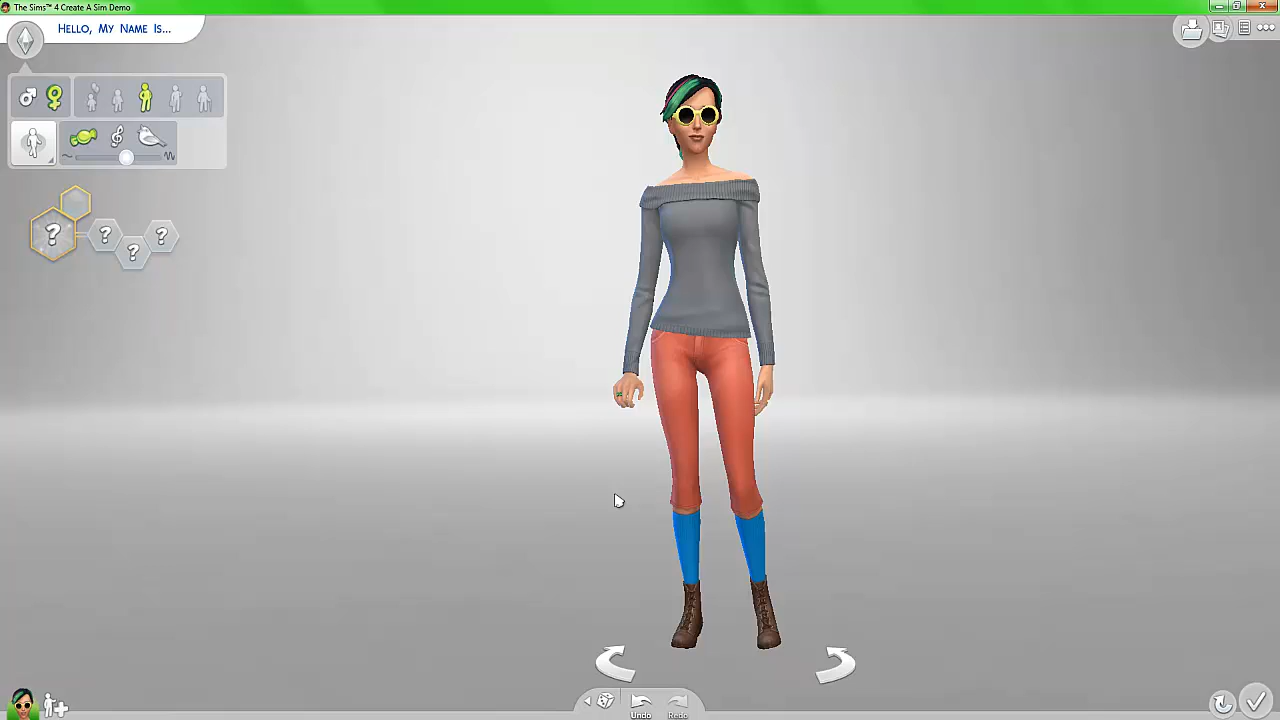 The Sims™ 4 Create A Sim Demo
Hello, My Name Is...
?
? ? ?
Undo Redo